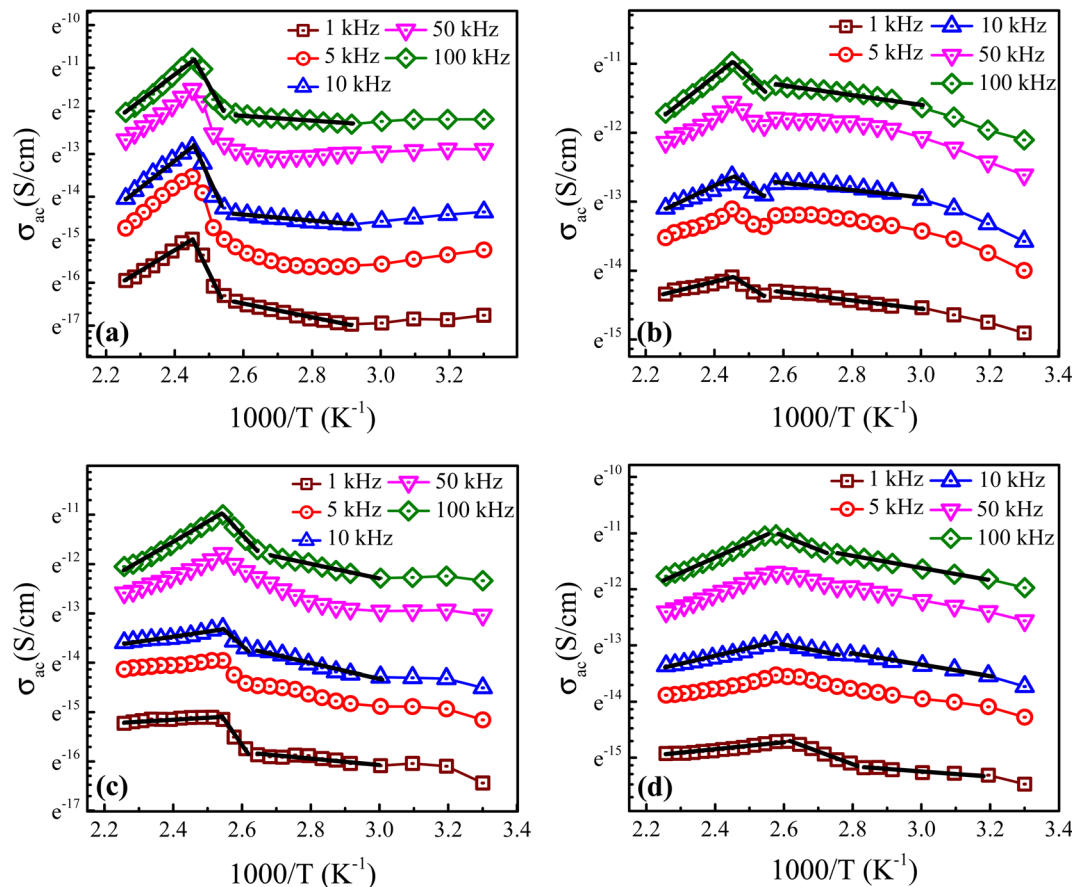 e⁻¹⁰
e⁻¹¹
e⁻¹²
e⁻¹³
e⁻¹⁴
e⁻¹⁵
e⁻¹⁶
e⁻¹⁷
σac(S/cm)
1 kHz 50 kHz
5 kHz 100 kHz
10 kHz
(a)
2.2 2.4 2.6 2.8 3.0 3.2
1000/T (K⁻¹)
e⁻¹¹
e⁻¹²
e⁻¹³
e⁻¹⁴
e⁻¹⁵
σac(S/cm)
1 kHz 10 kHz
5 kHz 50 kHz
100 kHz
(b)
2.2 2.4 2.6 2.8 3.0 3.2 3.4
1000/T (K⁻¹)
e⁻¹¹
e⁻¹²
e⁻¹³
e⁻¹⁴
e⁻¹⁵
e⁻¹⁶
e⁻¹⁷
σac(S/cm)
1 kHz 50 kHz
5 kHz 100 kHz
10 kHz
(c)
2.2 2.4 2.6 2.8 3.0 3.2 3.4
1000/T (K⁻¹)
e⁻¹⁰
e⁻¹¹
e⁻¹²
e⁻¹³
e⁻¹⁴
e⁻¹⁵
σac(S/cm)
1 kHz 10 kHz
5 kHz 50 kHz
100 kHz
(d)
2.2 2.4 2.6 2.8 3.0 3.2 3.4
1000/T (K⁻¹)